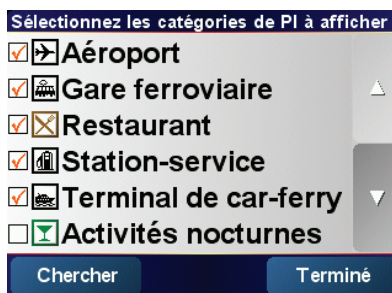 Sélectionnez les catégories de PI à afficher
Aéroport
Gare ferroviaire
Restaurant
Station-service
Terminal de car-ferry
Activités nocturnes
Chercher
Terminé